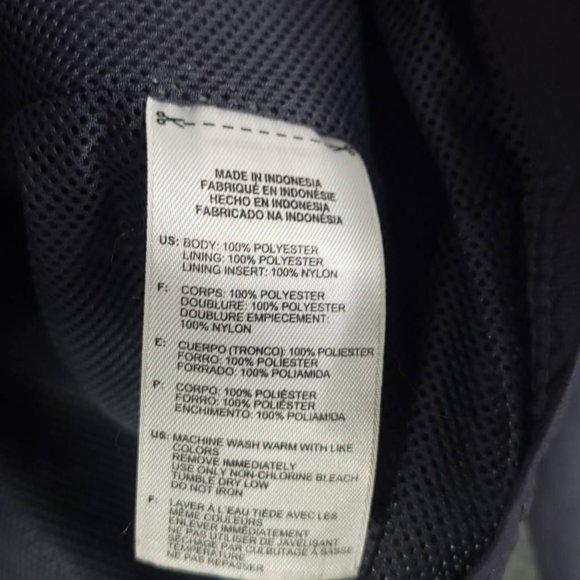 MADE IN INDONESIA
FABRIQUÉ EN INDONÉSIE
HECHO EN INDONESIA
FABRICADO NA INDONÉSIA
US: BODY: 100% POLYESTER
LINING: 100% POLYESTER
LINING INSERT: 100% NYLON
F: CORPS: 100% POLYESTER
DOUBLURE: 100% POLYESTER
DOUBLURE EMPIECEMENT:
100% NYLON
E: CUERPO (TRONCO): 100% POLIESTER
FORRO: 100% POLIESTER
FORRADO: 100% POLIAMIDA
P: CORPO: 100% POLIÉSTER
FORRO: 100% POLIÉSTER
ENCHIMENTO: 100% POLIAMIDA
US: MACHINE WASH WARM WITH LIKE
COLORS
REMOVE IMMEDIATELY
USE ONLY NON-CHLORINE BLEACH
TUMBLE DRY LOW
DO NOT IRON
F: LAVER A L'EAU TIÈDE AVEC LES
MÊME COULEURS
ENLEVER IMMÉDIATEMENT
NE PAS UTILISER DE JAVELISANT
SÉCHAGE PAR CULBUTAGE À BASSE
TEMPÉRATURE
NE PAS REPASSER